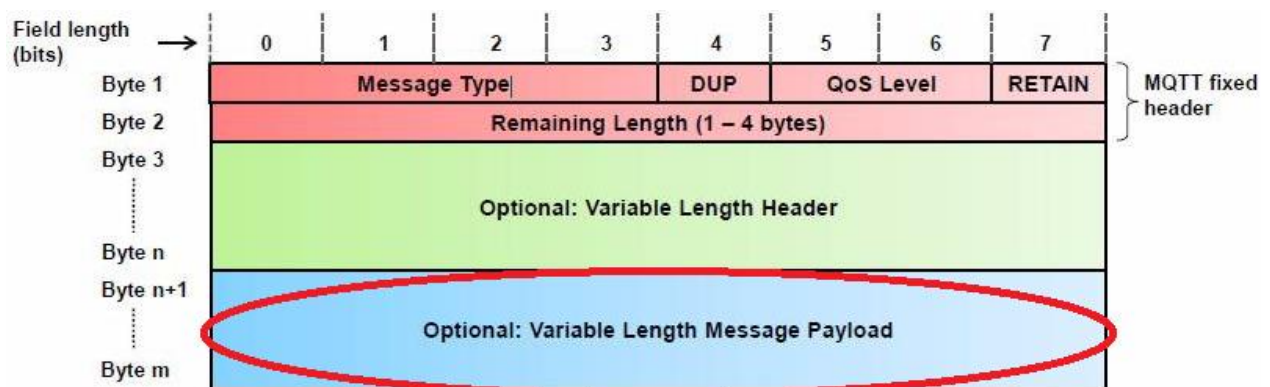 Field length
(bits)
0 1 2 3 4 5 6 7
Byte 1 Message Type DUP QoS Level RETAIN
MQTT fixed
header
Byte 2 Remaining Length (1 – 4 bytes)
Byte 3
Optional: Variable Length Header
Byte n
Byte n+1
Optional: Variable Length Message Payload
Byte m